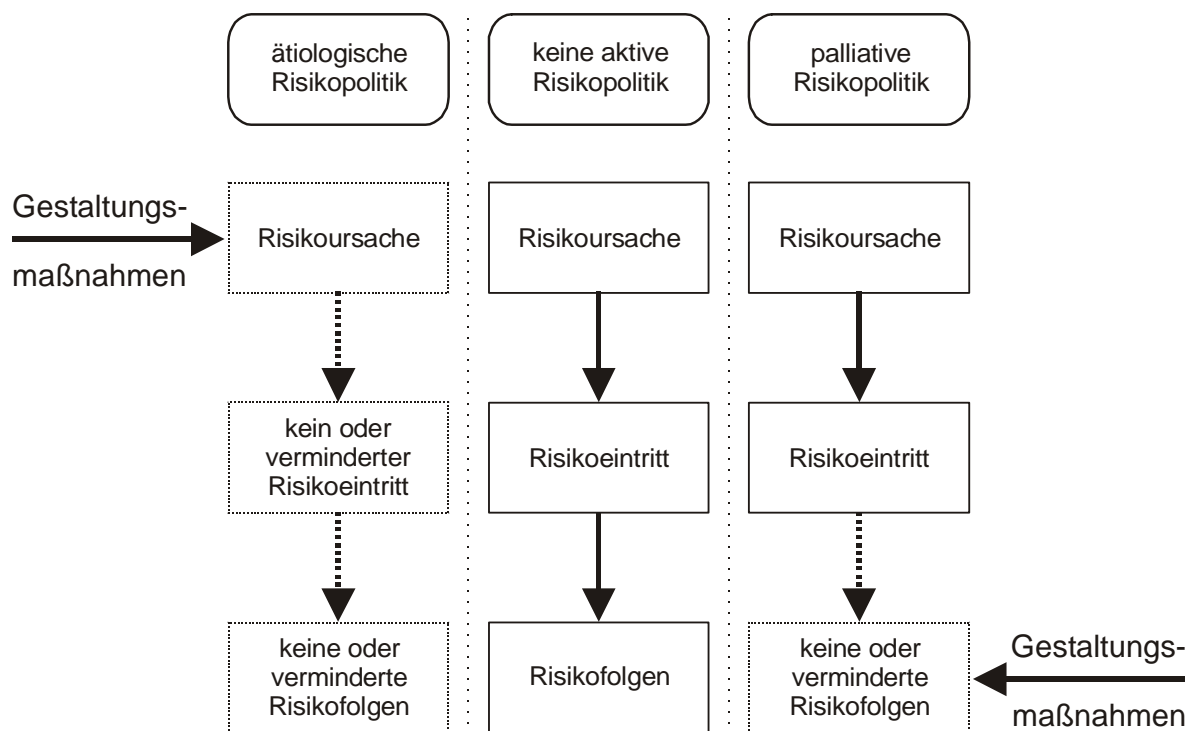 ätiologische
Risikopolitik
keine aktive
Risikopolitik
palliative
Risikopolitik
Gestaltungs-
maßnahmen
Risikoursache
Risikoursache
Risikoursache
kein oder
verminderter
Risikoeintritt
Risikoeintritt
Risikoeintritt
keine oder
verminderte
Risikofolgen
Risikofolgen
keine oder
verminderte
Risikofolgen
Gestaltungs-
maßnahmen